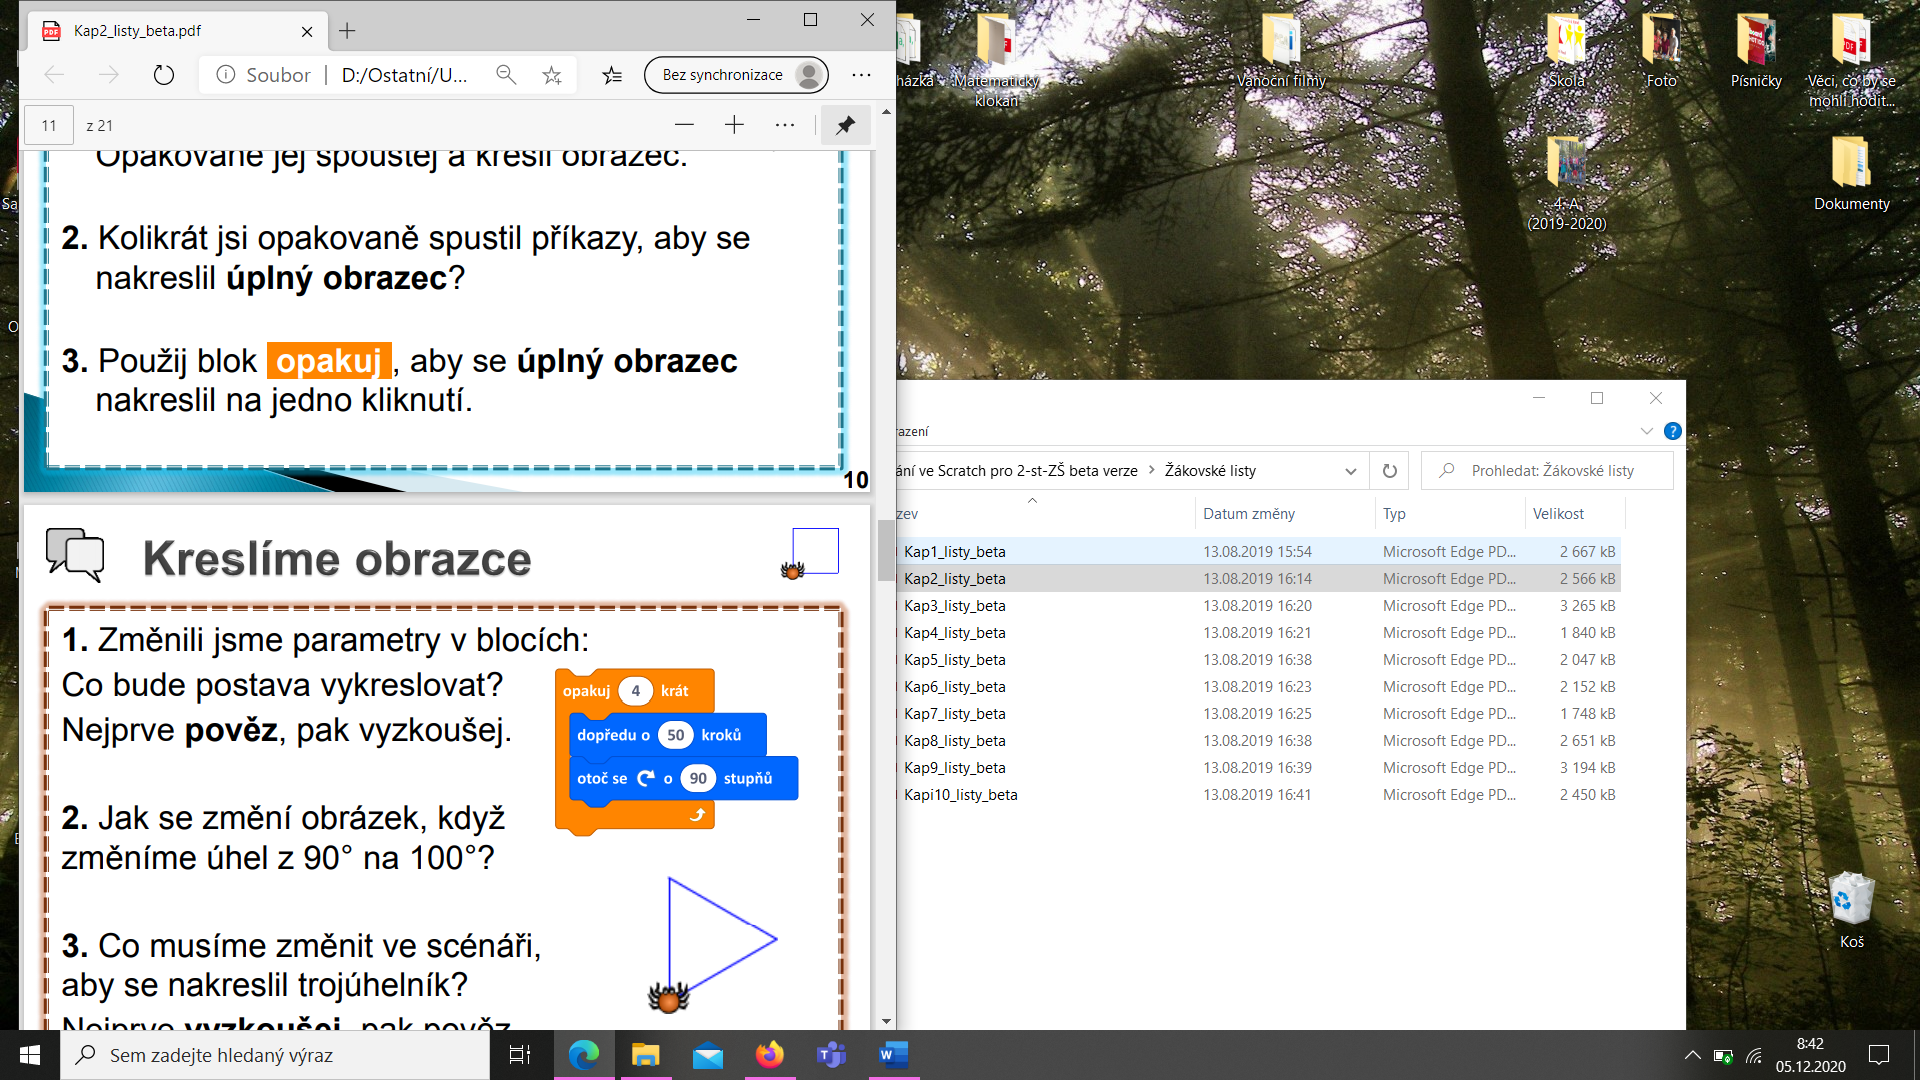 Kap2_listy_beta.pdf
Soubor
D:/Ostatní/U...
Bez synchronizace
11 z 21
Opakovaně jej spouštěj a kresli obrazec.
2. Kolikrát jsi opakovaně spustil příkazy, aby se
nakreslil úplný obrazec?
3. Použij blok opakuj, aby se úplný obrazec
nakreslil na jedno kliknutí.
10
Kreslíme obrazce
1. Změnili jsme parametry v blocích:
Co bude postava vykreslovat?
Nejprve pověz, pak vyzkoušej.
opakuj 4 krát
dopředu o 50 kroků
otoč se o 90 stupňů
2. Jak se změní obrázek, když
změníme úhel z 90° na 100°?
3. Co musíme změnit ve scénáři,
aby se nakreslil trojúhelník?
Nejprve vyzkoušej, pak pověz.
Matematický
klokan
Vánoční filmy
Škola
Foto
Písničky
Věci, co by se
mohli hodit...
4. A
(2019-2020)
Dokumenty
Koš
ání ve Scratch pro 2-st-ZŠ beta verze
Žákovské listy
Prohledat: Žákovské listy
Datum změny
Typ
Velikost
Kap1_listy_beta 13.08.2019 15:54 Microsoft Edge PD... 2 667 kB
Kap2_listy_beta 13.08.2019 16:14 Microsoft Edge PD... 2 566 kB
Kap3_listy_beta 13.08.2019 16:20 Microsoft Edge PD... 3 265 kB
Kap4_listy_beta 13.08.2019 16:21 Microsoft Edge PD... 1 840 kB
Kap5_listy_beta 13.08.2019 16:38 Microsoft Edge PD... 2 047 kB
Kap6_listy_beta 13.08.2019 16:23 Microsoft Edge PD... 2 152 kB
Kap7_listy_beta 13.08.2019 16:25 Microsoft Edge PD... 1 748 kB
Kap8_listy_beta 13.08.2019 16:38 Microsoft Edge PD... 2 651 kB
Kap9_listy_beta 13.08.2019 16:39 Microsoft Edge PD... 3 194 kB
Kapi10_listy_beta 13.08.2019 16:41 Microsoft Edge PD... 2 450 kB
Sem zadejte hledaný výraz
8:42
05.12.2020